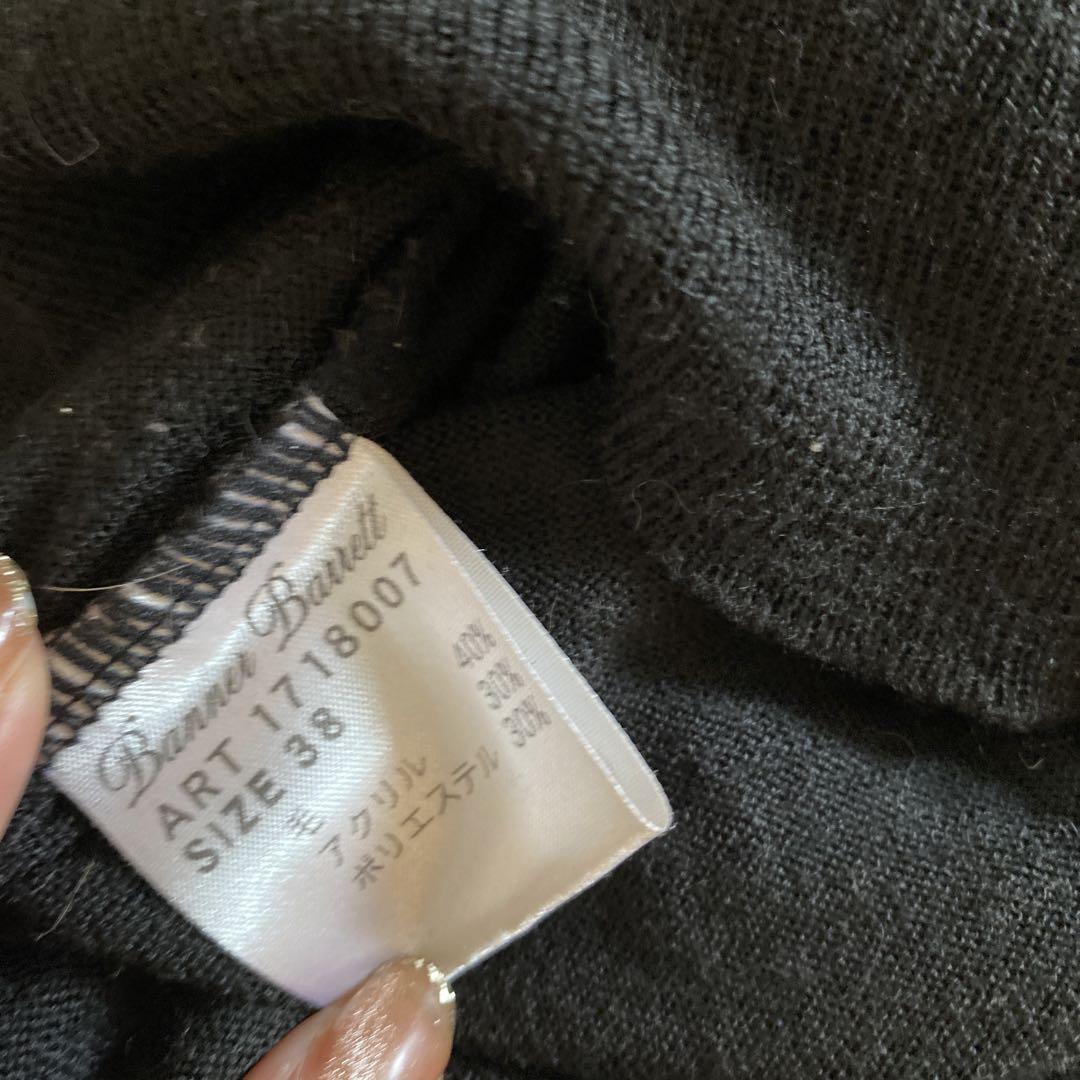 Banner Barrett
ART 1718007
SIZE 38
毛 40%
アクリル 30%
ポリエステル 30%